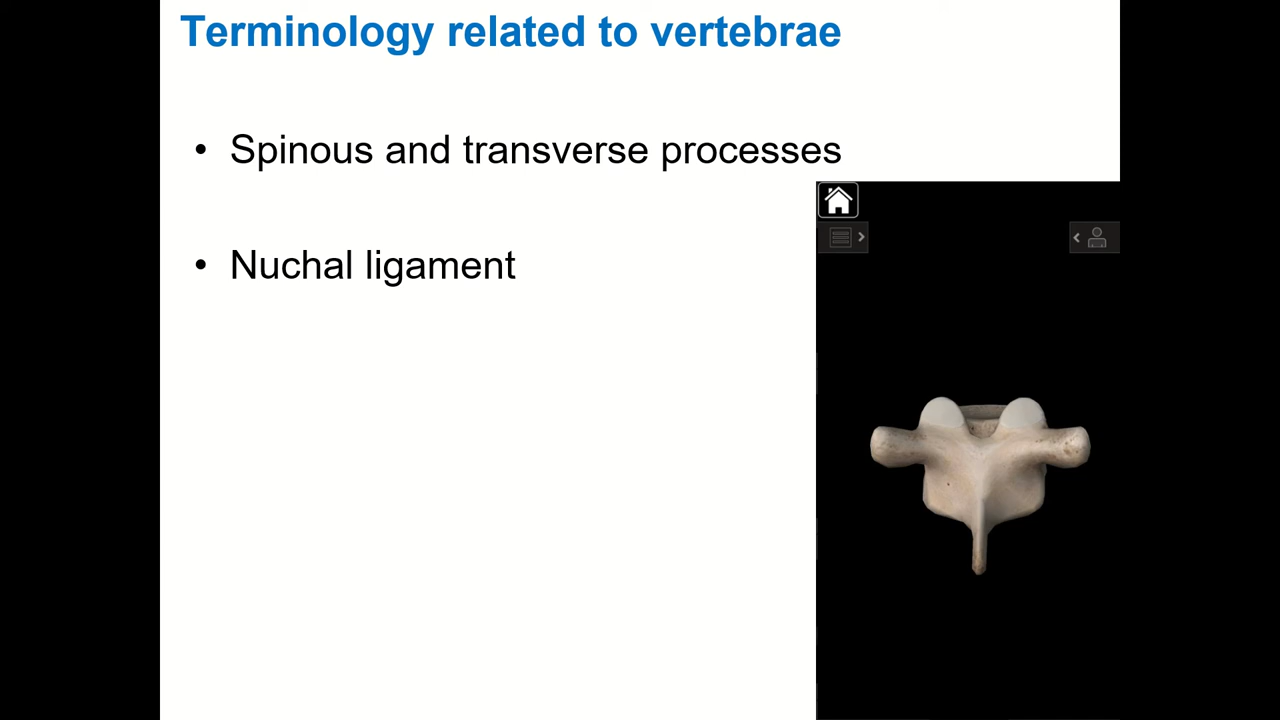 Terminology related to vertebrae
• Spinous and transverse processes
• Nuchal ligament